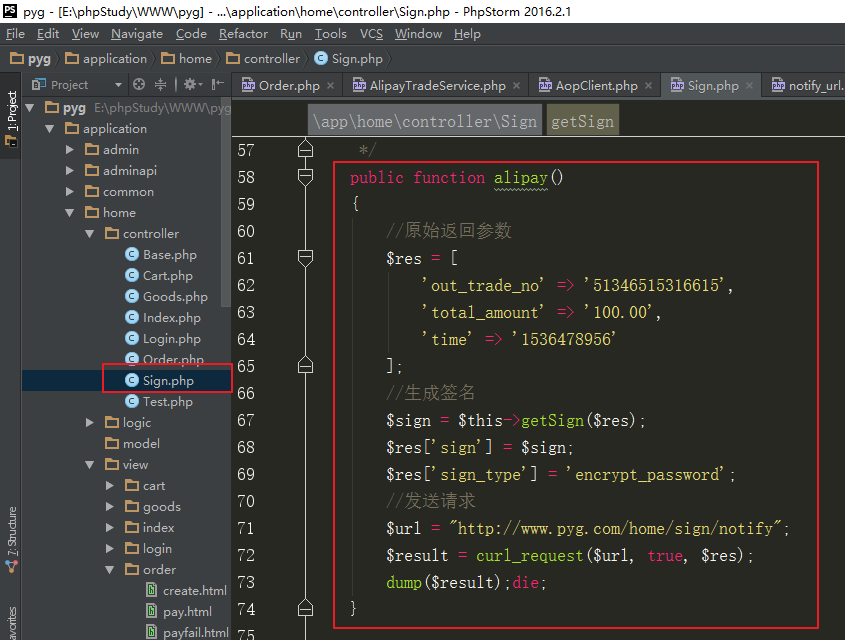 PS pyg - [E:\phpStudy\WWW\pyg] - ...\application\home\controller\Sign.php - PhpStorm 2016.2.1
File Edit View Navigate Code Refactor Run Tools VCS Window Help
pyg application home controller Sign.php
Project Order.php AlipayTradeService.php AopClient.php Sign.php notify_url.
1: Project
7: Structure
avorites
pyg E:\phpStudy\WWW\pyg
application
admin
adminapi
common
home
controller
Base.php
Cart.php
Goods.php
Index.php
Login.php
Order.php
Sign.php
Test.php
logic
model
view
cart
goods
index
login
order
create.html
pay.html
payfail.html
\app\home\controller\Sign getSign
57 */
58 public function alipay()
59 {
60 //原始返回参数
61 $res = [
62 'out_trade_no' => '51346515316615',
63 'total_amount' => '100.00',
64 'time' => '1536478956'
65 ];
66 //生成签名
67 $sign = $this->getSign($res);
68 $res['sign'] = $sign;
69 $res['sign_type'] = 'encrypt_password';
70 //发送请求
71 $url = "http://www.pyg.com/home/sign/notify";
72 $result = curl_request($url, true, $res);
73 dump($result);die;
74 }
75